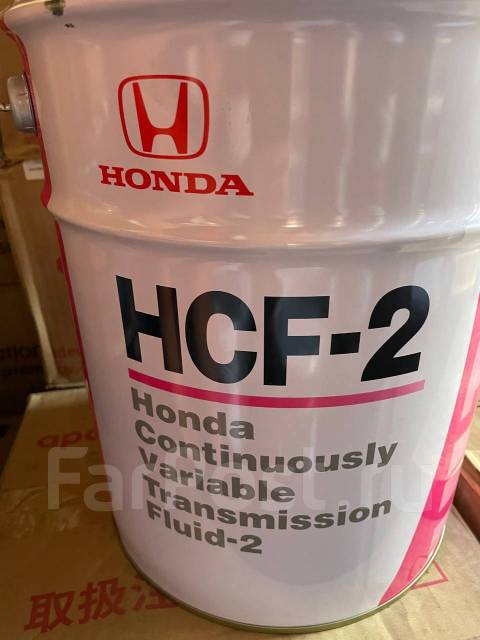 HONDA
HCF-2
Honda
Continuously
Variable
Transmission
Fluid-2
取扱注